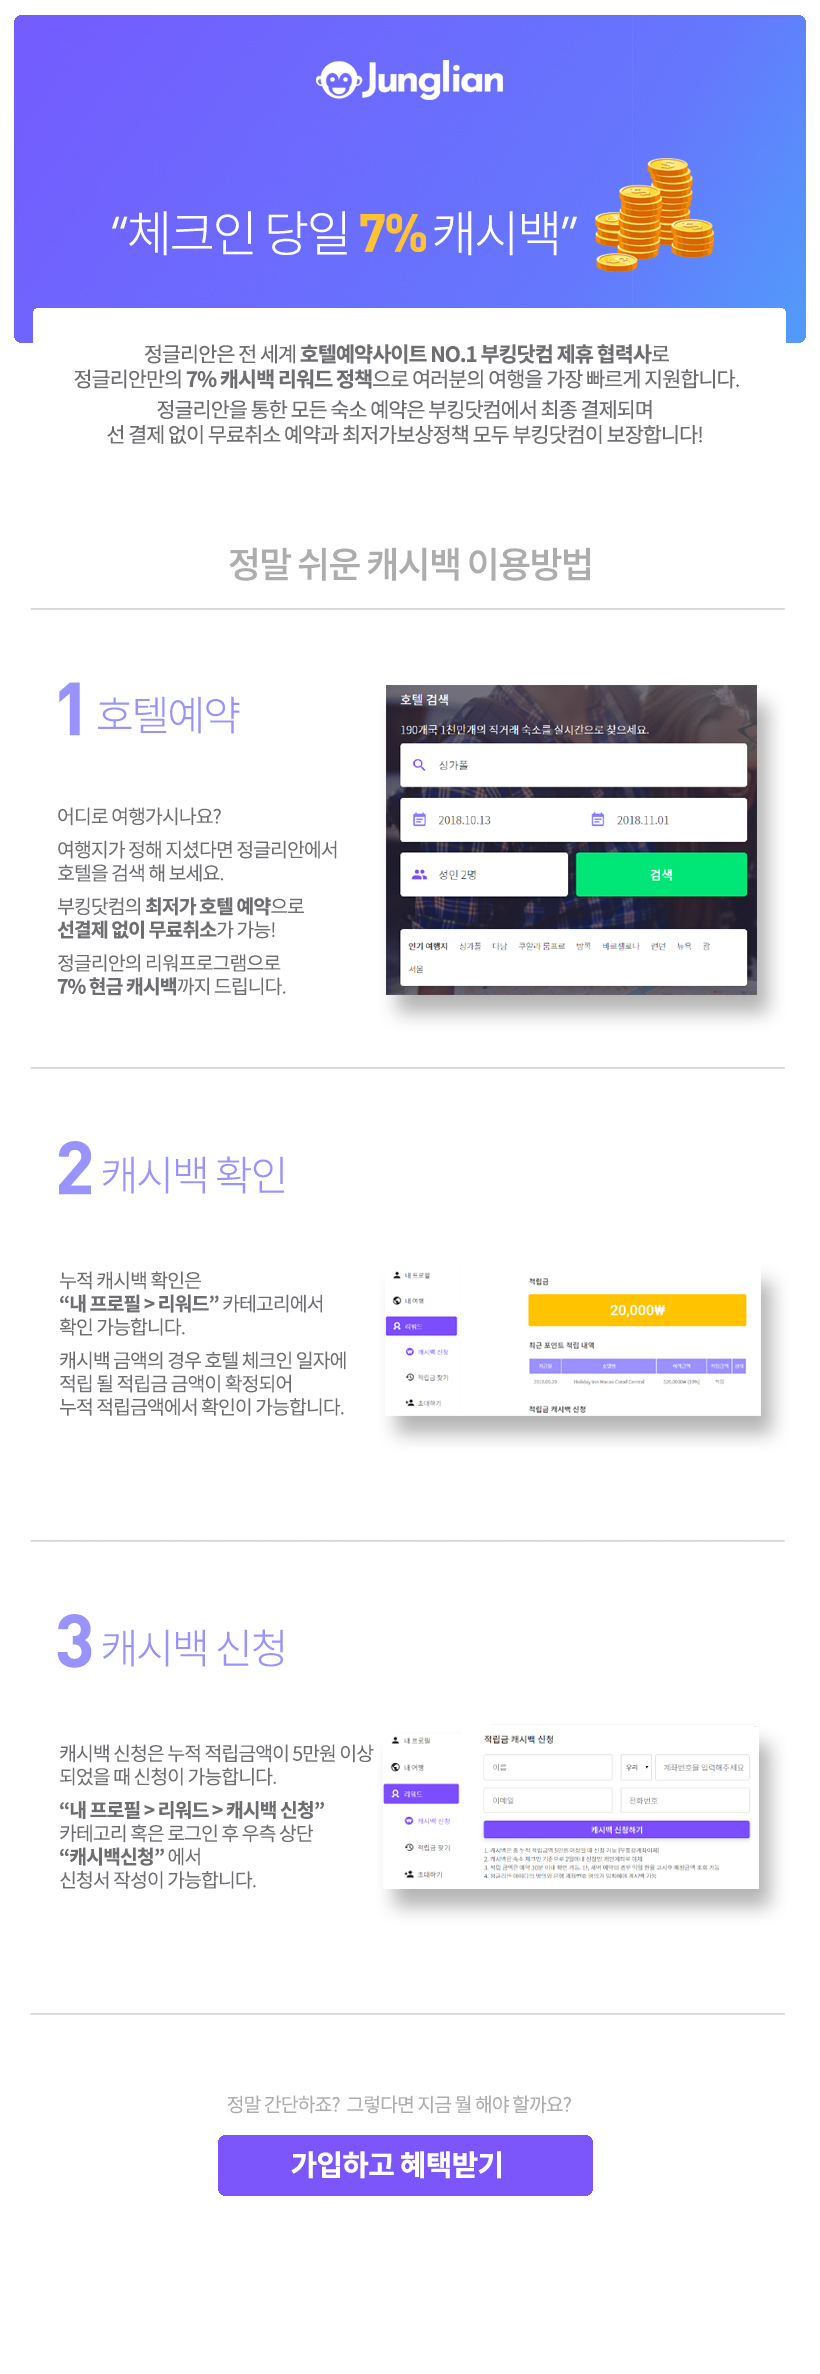 Junglian
“체크인 당일 7% 캐시백”
정글리안은 전 세계 호텔예약사이트 NO.1 부킹닷컴 제휴 협력사로
정글리안만의 7% 캐시백 리워드 정책으로 여러분의 여행을 가장 빠르게 지원합니다.
정글리안을 통한 모든 숙소 예약은 부킹닷컴에서 최종 결제되며
선 결제 없이 무료취소 예약과 최저가보상정책 모두 부킹닷컴이 보장합니다!
정말 쉬운 캐시백 이용방법
1 호텔예약
어디로 여행가시나요?
여행지가 정해 지셨다면 정글리안에서
호텔을 검색 해 보세요.
부킹닷컴의 최저가 호텔 예약으로
선결제 없이 무료취소가 가능!
정글리안의 리워프로그램으로
7% 현금 캐시백까지 드립니다.
호텔 검색
190개국 1천만개의 직거래 숙소를 실시간으로 찾으세요.
싱가폴
2018.10.13 2018.11.01
성인 2명 검색
인기 여행지 싱가폴 다낭 쿠알라 룸프르 방콕 바르셀로나 런던 뉴욕 괌
서울
2 캐시백 확인
누적 캐시백 확인은
“내 프로필 > 리워드” 카테고리에서
확인 가능합니다.
캐시백 금액의 경우 호텔 체크인 일자에
적립 될 적립금 금액이 확정되어
누적 적립금액에서 확인이 가능합니다.
내 프로필
내 여행
리워드
캐시백 신청
적립금 찾기
초대하기
적립금
20,000₩
최근 포인트 적립 내역
적립금 캐시백 신청
3 캐시백 신청
캐시백 신청은 누적 적립금액이 5만원 이상
되었을 때 신청이 가능합니다.
“내 프로필 > 리워드 > 캐시백 신청”
카테고리 혹은 로그인 후 우측 상단
“캐시백신청” 에서
신청서 작성이 가능합니다.
내 프로필
내 여행
리워드
캐시백 신청
적립금 찾기
초대하기
적립금 캐시백 신청
이름 우리 계좌번호을 입력해주세요
이메일 전화번호
캐시백 신청하기
정말 간단하죠? 그렇다면 지금 뭘 해야 할까요?
가입하고 혜택받기